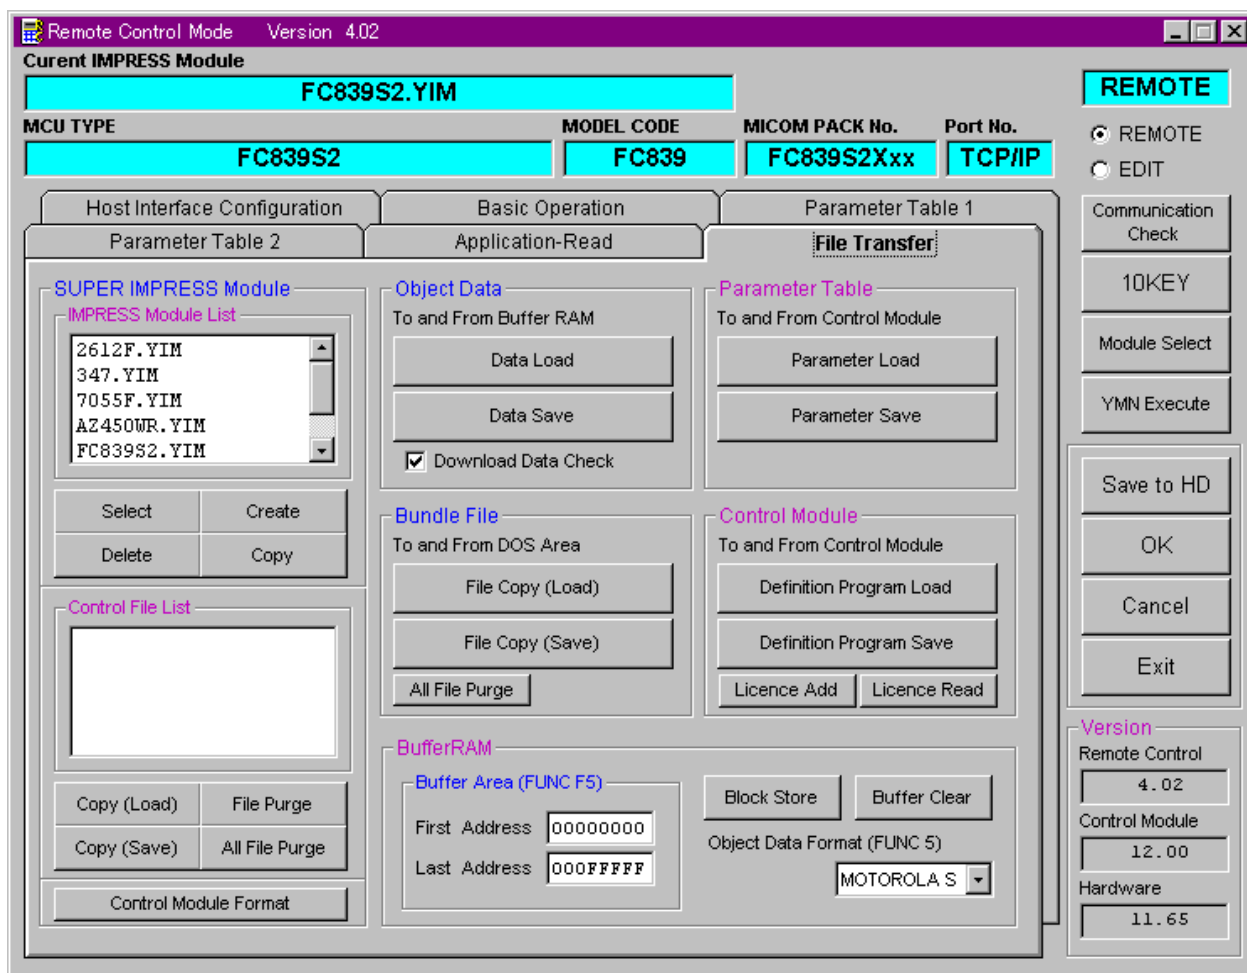 Remote Control Mode Version 4.02
Curent IMPRESS Module
FC839S2.YIM
REMOTE
MCU TYPE MODEL CODE MICOM PACK No. Port No.
FC839S2 FC839 FC839S2Xxx TCP/IP
REMOTE
EDIT
Host Interface Configuration Basic Operation Parameter Table 1
Parameter Table 2 Application-Read File Transfer
SUPER IMPRESS Module
IMPRESS Module List
2612F.YIM
347.YIM
7055F.YIM
AZ450WR.YIM
FC839S2.YIM
Select Create
Delete Copy
Control File List
Copy (Load) File Purge
Copy (Save) All File Purge
Control Module Format
Object Data
To and From Buffer RAM
Data Load
Data Save
Download Data Check
Parameter Table
To and From Control Module
Parameter Load
Parameter Save
Bundle File
To and From DOS Area
File Copy (Load)
File Copy (Save)
All File Purge
Control Module
To and From Control Module
Definition Program Load
Definition Program Save
Licence Add Licence Read
BufferRAM
Buffer Area (FUNC F5)
First Address 00000000
Last Address 000FFFFF
Block Store Buffer Clear
Object Data Format (FUNC 5)
MOTOROLA S
Communication
Check
10KEY
Module Select
YMN Execute
Save to HD
OK
Cancel
Exit
Version
Remote Control
4.02
Control Module
12.00
Hardware
11.65